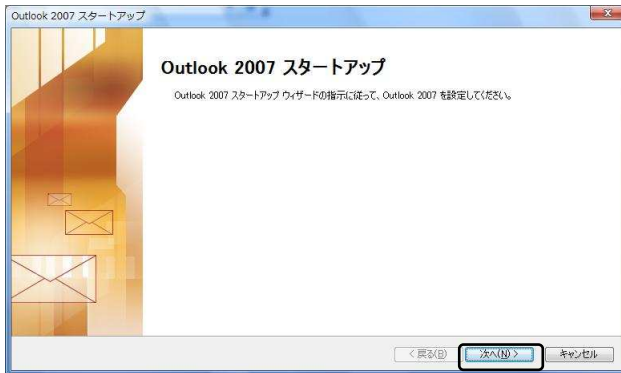 Outlook 2007 スタートアップ
Outlook 2007 スタートアップ
Outlook 2007 スタートアップ ウィザードの指示に従って、Outlook 2007 を設定してください。
< 戻る(B) 次へ(N) > キャンセル